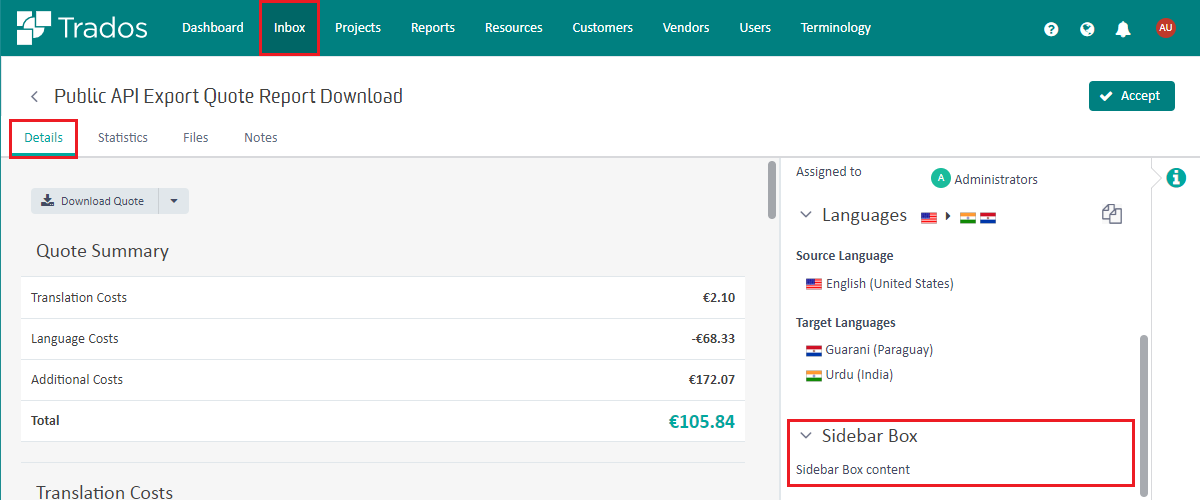 Trados Dashboard Inbox Projects Reports Resources Customers Vendors Users Terminology ? AU
Public API Export Quote Report Download Accept
Details Statistics Files Notes
Download Quote
Quote Summary
Translation Costs €2.10
Language Costs -€68.33
Additional Costs €172.07
Total €105.84
Translation Costs
Assigned to A Administrators
Languages
Source Language
English (United States)
Target Languages
Guarani (Paraguay)
Urdu (India)
Sidebar Box
Sidebar Box content